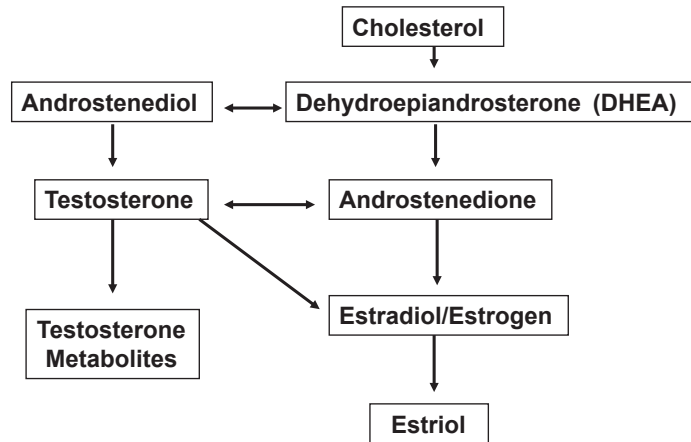 Cholesterol
Androstenediol
Dehydroepiandrosterone (DHEA)
Testosterone
Androstenedione
Testosterone
Metabolites
Estradiol/Estrogen
Estriol